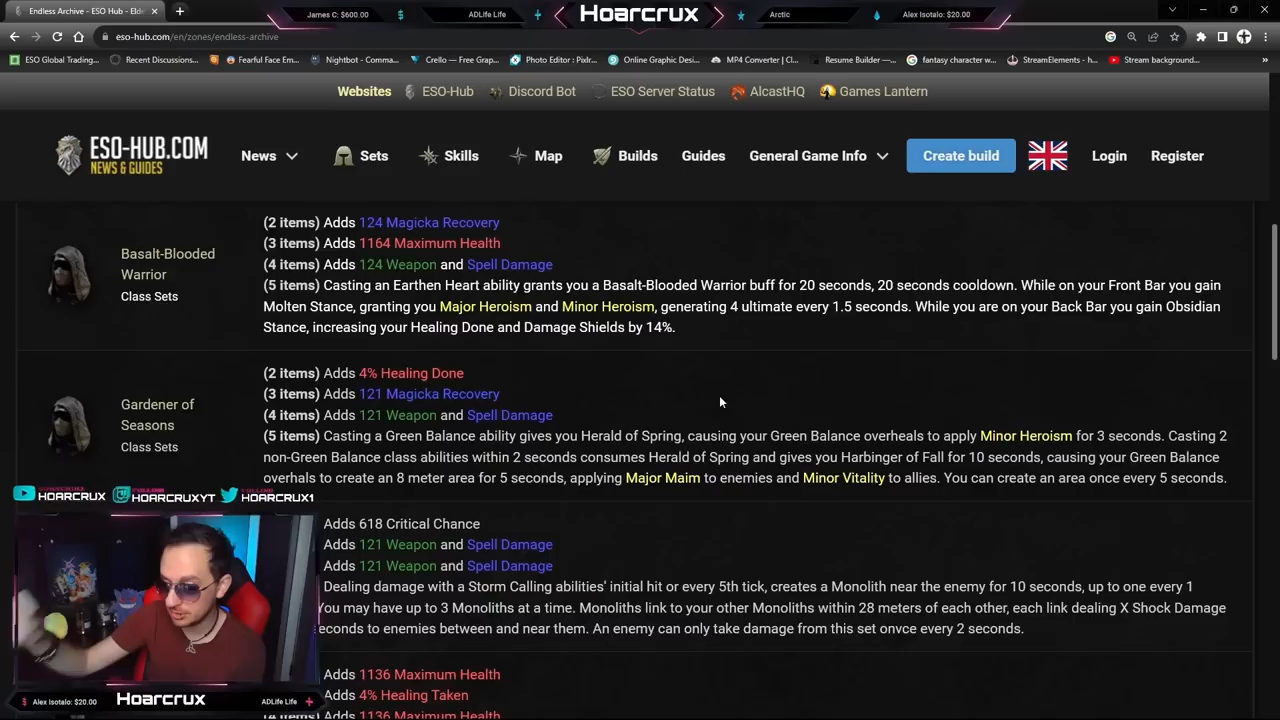 Endless Archive - ESO Hub - Elde
James C: $600.00
ADLife Life
Hoarcrux
Arctic
Alex Isotalo: $20.00
eso-hub.com/en/zones/endless-archive
ESO Global Trading...
Recent Discussions...
Fearful Face Em...
Nightbot - Comma...
Crello — Free Grap...
Photo Editor : Pixlr...
Online Graphic Desi...
MP4 Converter | Cl...
Resume Builder —...
fantasy character w...
StreamElements - h...
Stream background...
Websites ESO-Hub Discord Bot ESO Server Status AlcastHQ Games Lantern
ESO-HUB.COM
NEWS & GUIDES
News Sets Skills Map Builds Guides General Game Info Create build Login Register
(2 items) Adds 124 Magicka Recovery
Basalt-Blooded
Warrior
Class Sets
(3 items) Adds 1164 Maximum Health
(4 items) Adds 124 Weapon and Spell Damage
(5 items) Casting an Earthen Heart ability grants you a Basalt-Blooded Warrior buff for 20 seconds, 20 seconds cooldown. While on your Front Bar you gain
Molten Stance, granting you Major Heroism and Minor Heroism, generating 4 ultimate every 1.5 seconds. While you are on your Back Bar you gain Obsidian
Stance, increasing your Healing Done and Damage Shields by 14%.
Gardener of
Seasons
Class Sets
(2 items) Adds 4% Healing Done
(3 items) Adds 121 Magicka Recovery
(4 items) Adds 121 Weapon and Spell Damage
(5 items) Casting a Green Balance ability gives you Herald of Spring, causing your Green Balance overheals to apply Minor Heroism for 3 seconds. Casting 2
non-Green Balance class abilities within 2 seconds consumes Herald of Spring and gives you Harbinger of Fall for 10 seconds, causing your Green Balance
overhals to create an 8 meter area for 5 seconds, applying Major Maim to enemies and Minor Vitality to allies. You can create an area once every 5 seconds.
HOARCRUX
HOARCRUXYT
HOARCRUX1
Adds 618 Critical Chance
Adds 121 Weapon and Spell Damage
Adds 121 Weapon and Spell Damage
Dealing damage with a Storm Calling abilities' initial hit or every 5th tick, creates a Monolith near the enemy for 10 seconds, up to one every 1
You may have up to 3 Monoliths at a time. Monoliths link to your other Monoliths within 28 meters of each other, each link dealing X Shock Damage
econds to enemies between and near them. An enemy can only take damage from this set onvce every 2 seconds.
Adds 1136 Maximum Health
Adds 4% Healing Taken
Adds 1136 Maximum Health
Alex Isotalo: $20.00
Hoarcrux
ADLife Life